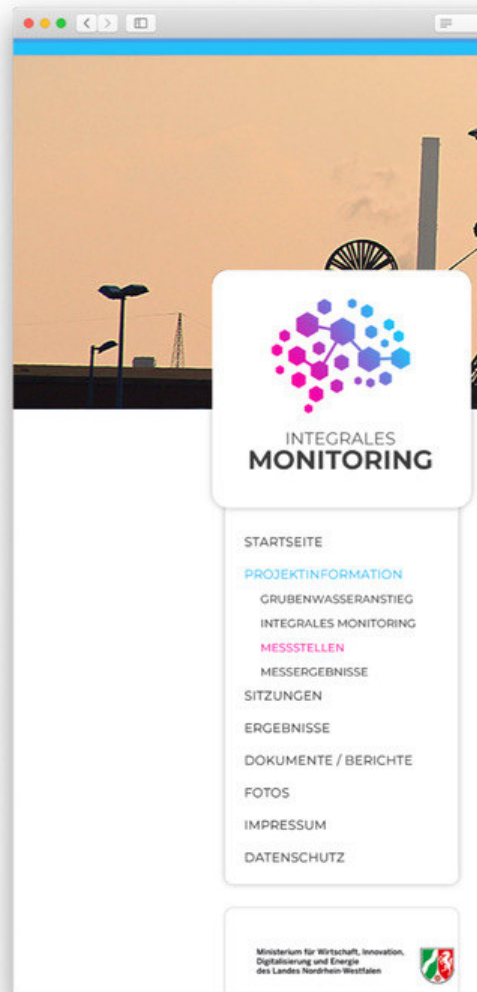 INTEGRALES
MONITORING
STARTSEITE
PROJEKTINFORMATION
GRUBENWASSERANSTIEG
INTEGRALES MONITORING
MESSSTELLEN
MESSERGEBNISSE
SITZUNGEN
ERGEBNISSE
DOKUMENTE / BERICHTE
FOTOS
IMPRESSUM
DATENSCHUTZ
Ministerium für Wirtschaft, Innovation,
Digitalisierung und Energie
des Landes Nordrhein-Westfalen